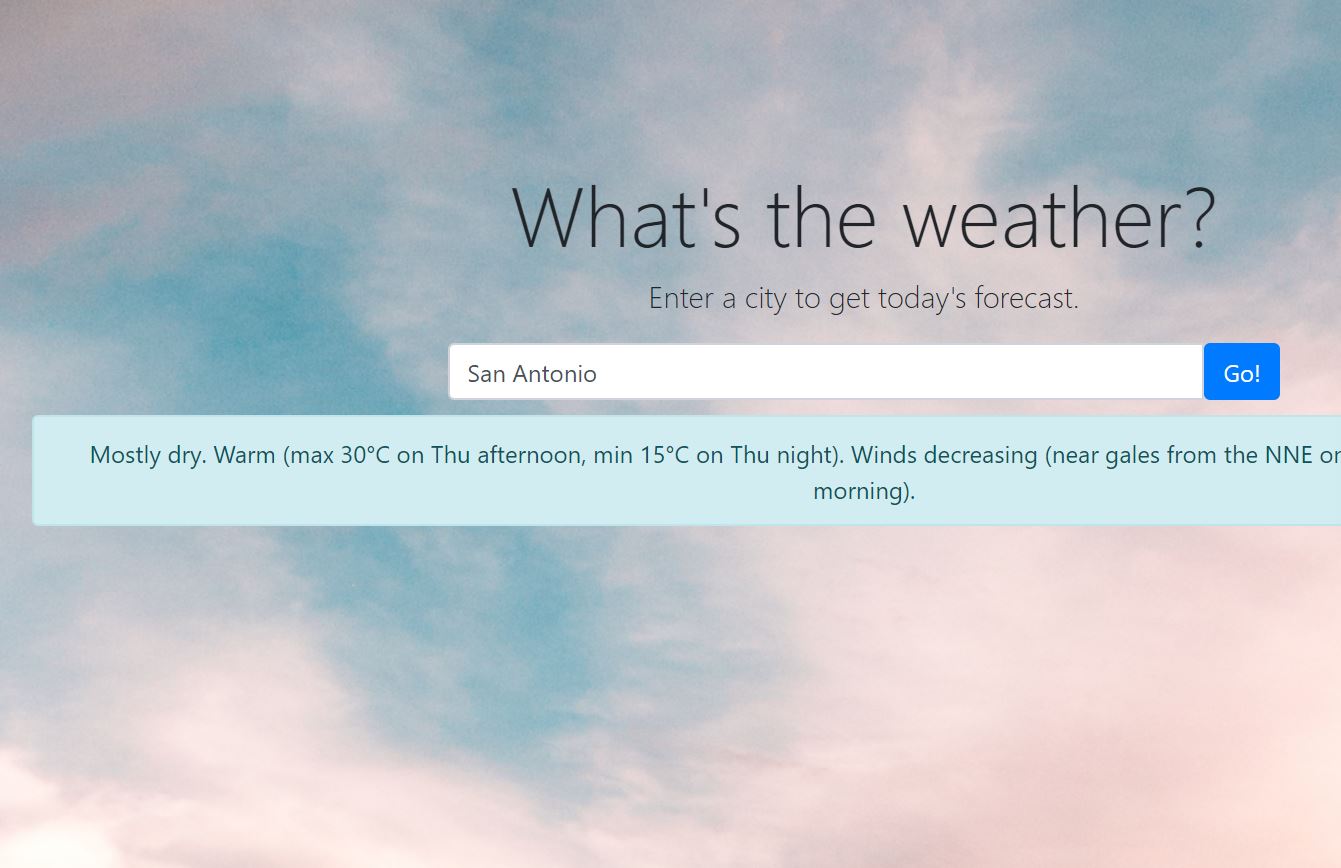 What's the weather?
Enter a city to get today's forecast.
San Antonio
Go!
Mostly dry. Warm (max 30°C on Thu afternoon, min 15°C on Thu night). Winds decreasing (near gales from the NNE
morning).